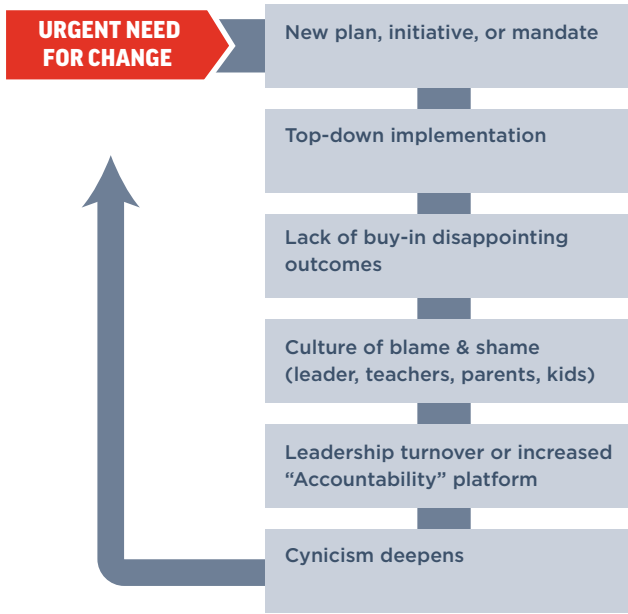 URGENT NEED
FOR CHANGE
New plan, initiative, or mandate
Top-down implementation
Lack of buy-in disappointing
outcomes
Culture of blame & shame
(leader, teachers, parents, kids)
Leadership turnover or increased
“Accountability” platform
Cynicism deepens